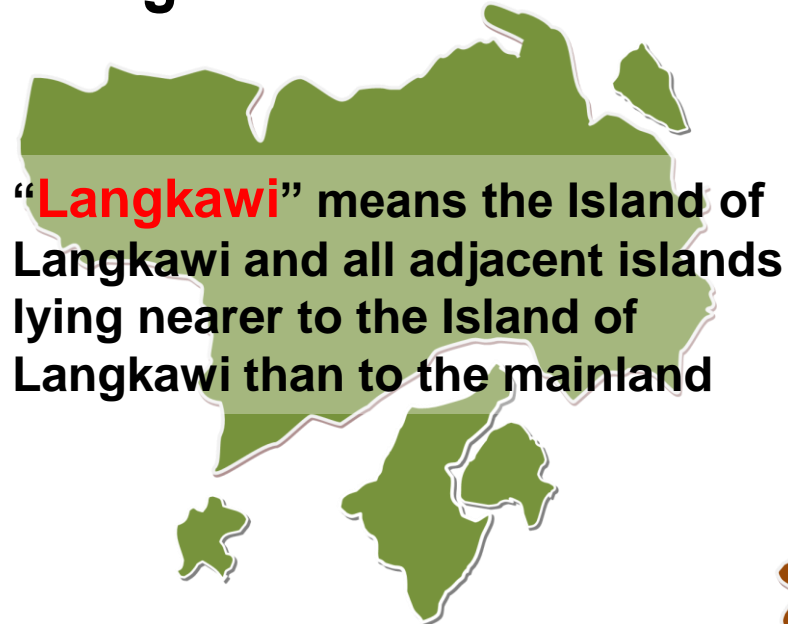 “Langkawi” means the Island of
Langkawi and all adjacent islands
lying nearer to the Island of
Langkawi than to the mainland